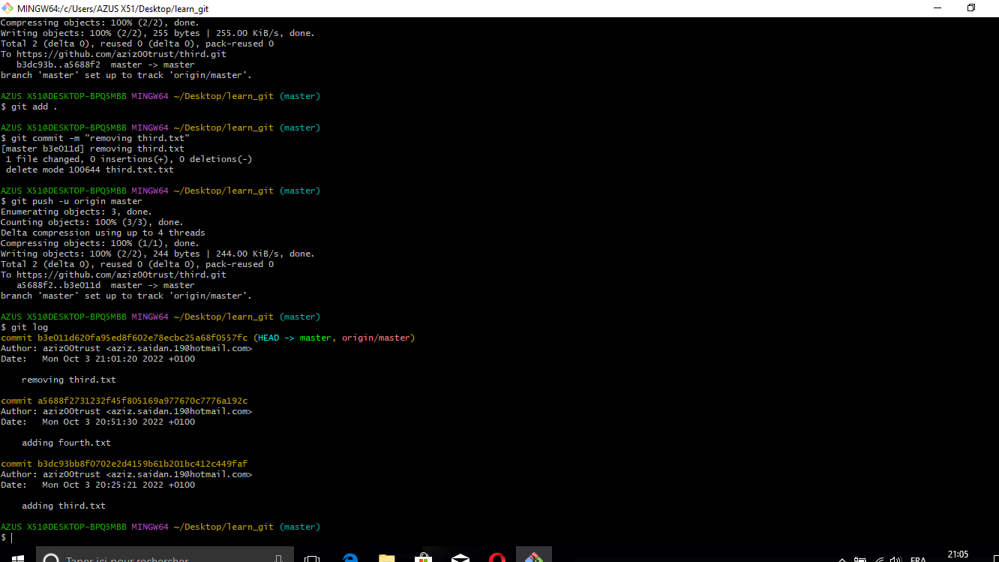 MINGW64:/c/Users/AZUS X51/Desktop/learn_git
Compressing objects: 100% (2/2), done.
Writing objects: 100% (2/2), 255 bytes | 255.00 KiB/s, done.
Total 2 (delta 0), reused 0 (delta 0), pack-reused 0
To https://github.com/aziz00trust/third.git
   b3dc93b..a5688f2  master -> master
branch 'master' set up to track 'origin/master'.

AZUS X51@DESKTOP-BPQ5MBB MINGW64 ~/Desktop/learn_git (master)
$ git add .

AZUS X51@DESKTOP-BPQ5MBB MINGW64 ~/Desktop/learn_git (master)
$ git commit -m "removing third.txt"
[master b3e011d] removing third.txt
 1 file changed, 0 insertions(+), 0 deletions(-)
 delete mode 100644 third.txt.txt

AZUS X51@DESKTOP-BPQ5MBB MINGW64 ~/Desktop/learn_git (master)
$ git push -u origin master
Enumerating objects: 3, done.
Counting objects: 100% (3/3), done.
Delta compression using up to 4 threads
Compressing objects: 100% (1/1), done.
Writing objects: 100% (2/2), 244 bytes | 244.00 KiB/s, done.
Total 2 (delta 0), reused 0 (delta 0), pack-reused 0
To https://github.com/aziz00trust/third.git
   a5688f2..b3e011d  master -> master
branch 'master' set up to track 'origin/master'.

AZUS X51@DESKTOP-BPQ5MBB MINGW64 ~/Desktop/learn_git (master)
$ git log
commit b3e011d620fa95ed8f602e78ecbc25a68f0557fc (HEAD -> master, origin/master)
Author: aziz00trust <aziz.saidan.19@hotmail.com>
Date:   Mon Oct 3 21:01:20 2022 +0100

    removing third.txt

commit a5688f2731232f45f805169a977670c7776a192c
Author: aziz00trust <aziz.saidan.19@hotmail.com>
Date:   Mon Oct 3 20:51:30 2022 +0100

    adding fourth.txt

commit b3dc93bb8f0702e2d4159b61b201bc412c449faf
Author: aziz00trust <aziz.saidan.19@hotmail.com>
Date:   Mon Oct 3 20:25:21 2022 +0100

    adding third.txt

AZUS X51@DESKTOP-BPQ5MBB MINGW64 ~/Desktop/learn_git (master)
$
Taper ici pour rechercher
FRA
21:05